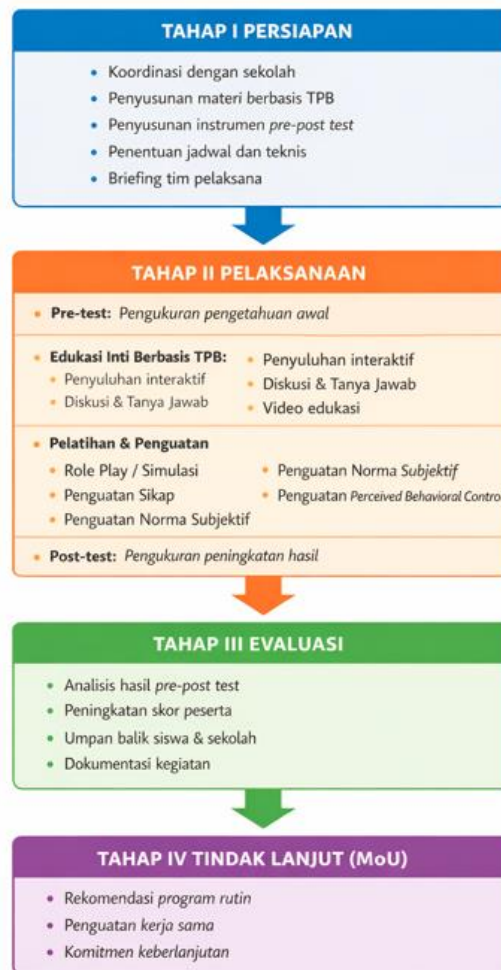 TAHAP I PERSIAPAN
• Koordinasi dengan sekolah
• Penyusunan materi berbasis TPB
• Penyusunan instrumen pre-post test
• Penentuan jadwal dan teknis
• Briefing tim pelaksana
TAHAP II PELAKSANAAN
• Pre-test: Pengukuran pengetahuan awal
• Edukasi Inti Berbasis TPB:
• Penyuluhan interaktif
• Diskusi & Tanya Jawab
• Penyuluhan interaktif
• Diskusi & Tanya Jawab
• Video edukasi
• Pelatihan & Penguatan
• Role Play / Simulasi
• Penguatan Sikap
• Penguatan Norma Subjektif
• Penguatan Norma Subjektif
• Penguatan Perceived Behavioral Contro
• Post-test: Pengukuran peningkatan hasil
TAHAP III EVALUASI
• Analisis hasil pre-post test
• Peningkatan skor peserta
• Umpan balik siswa & sekolah
• Dokumentasi kegiatan
TAHAP IV TINDAK LANJUT (MoU)
• Rekomendasi program rutin
• Penguatan kerja sama
• Komitmen keberlanjutan